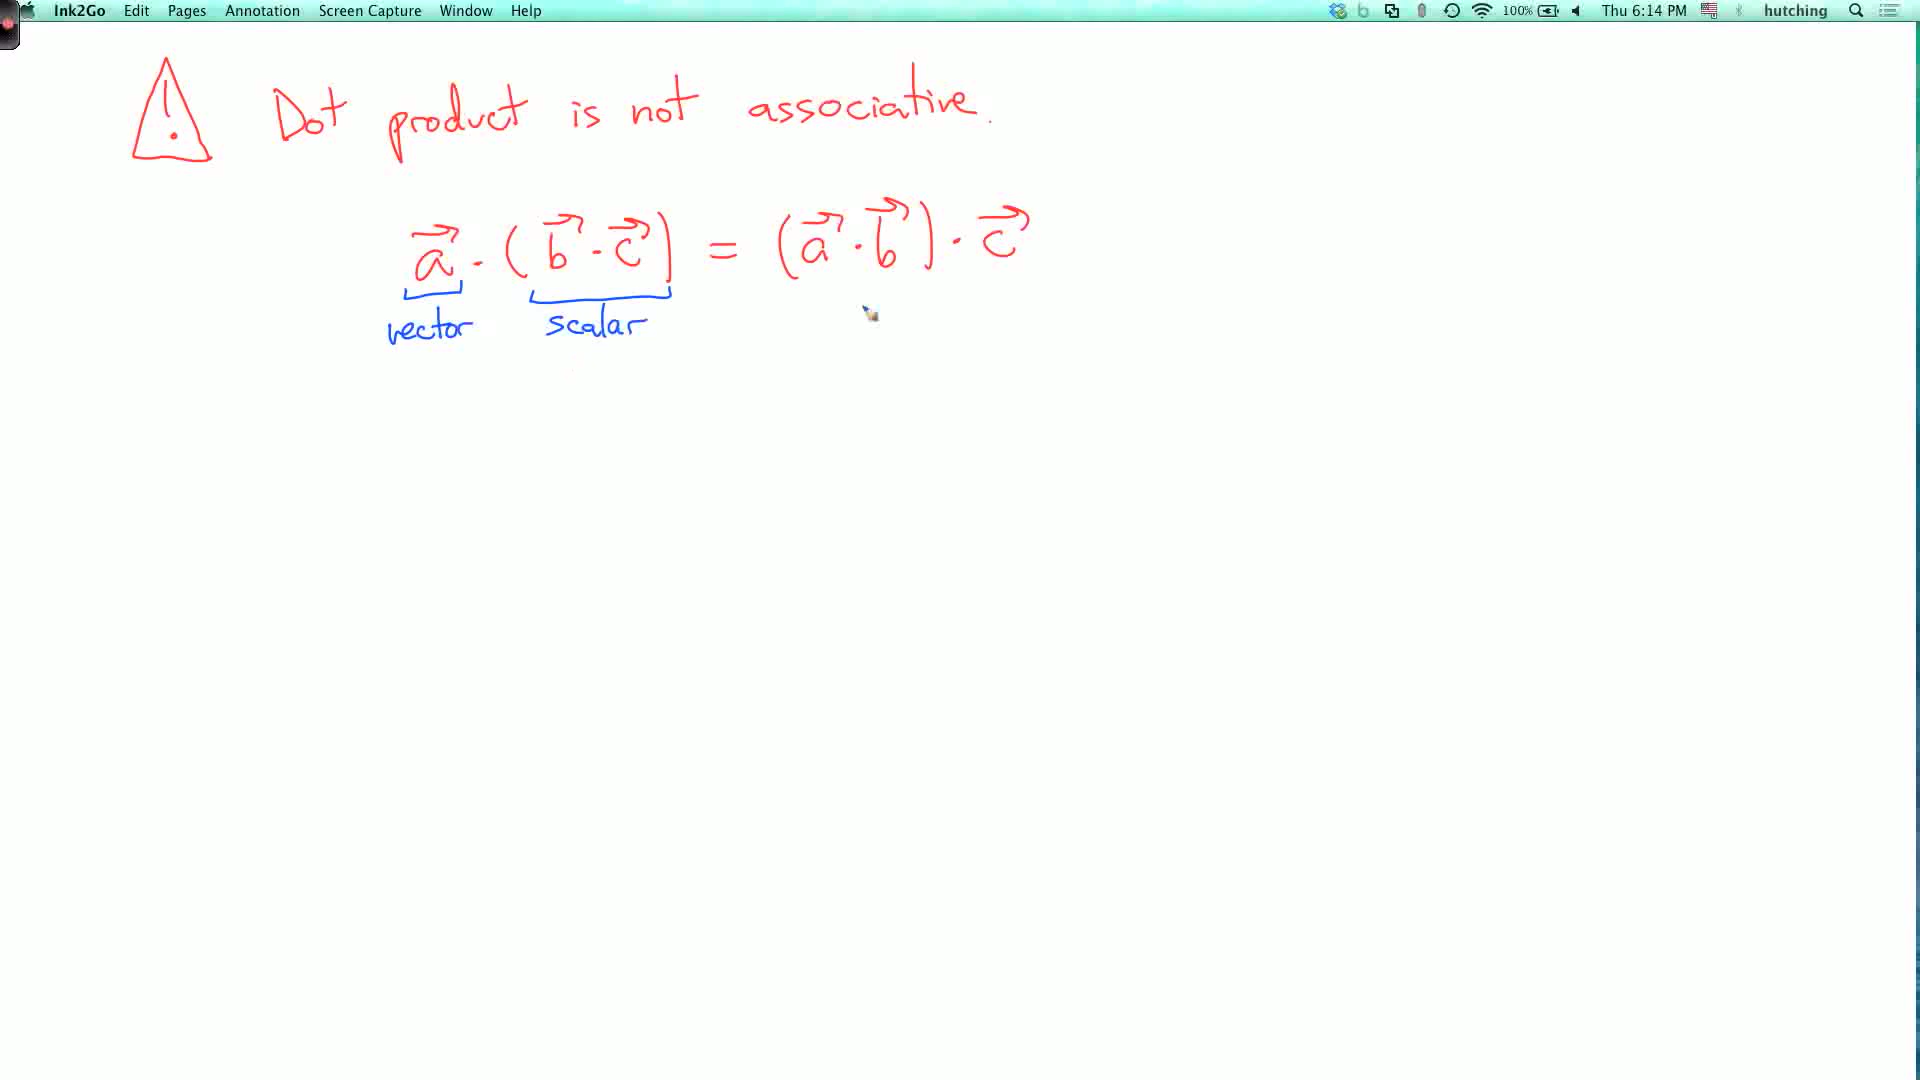 Ink2Go Edit Pages Annotation Screen Capture Window Help 100% Thu 6:14 PM hutching
! Dot product is not associative.
a⃗ · (b⃗ · c⃗) = (a⃗ · b⃗) · c⃗
vector scalar